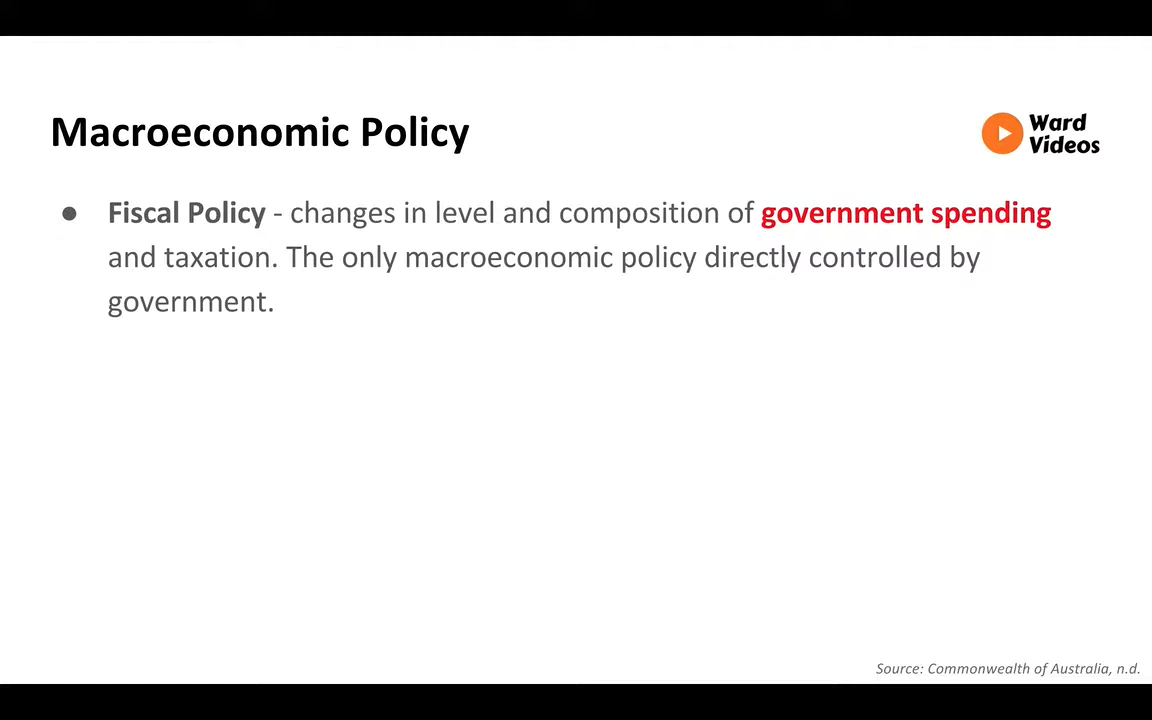 Macroeconomic Policy
Ward
Videos
● Fiscal Policy - changes in level and composition of government spending
and taxation. The only macroeconomic policy directly controlled by
government.
Source: Commonwealth of Australia, n.d.